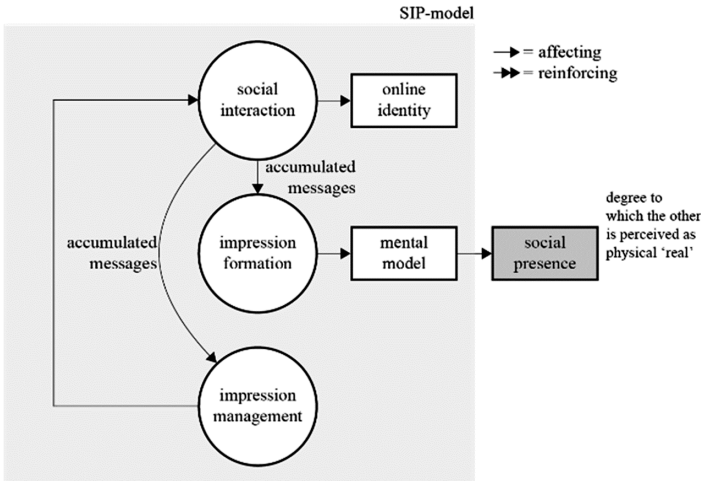 SIP-model
= affecting
= reinforcing
social
interaction
online
identity
accumulated
messages
degree to
which the other
is perceived as
physical ‘real’
accumulated
messages
impression
formation
mental
model
social
presence
impression
management